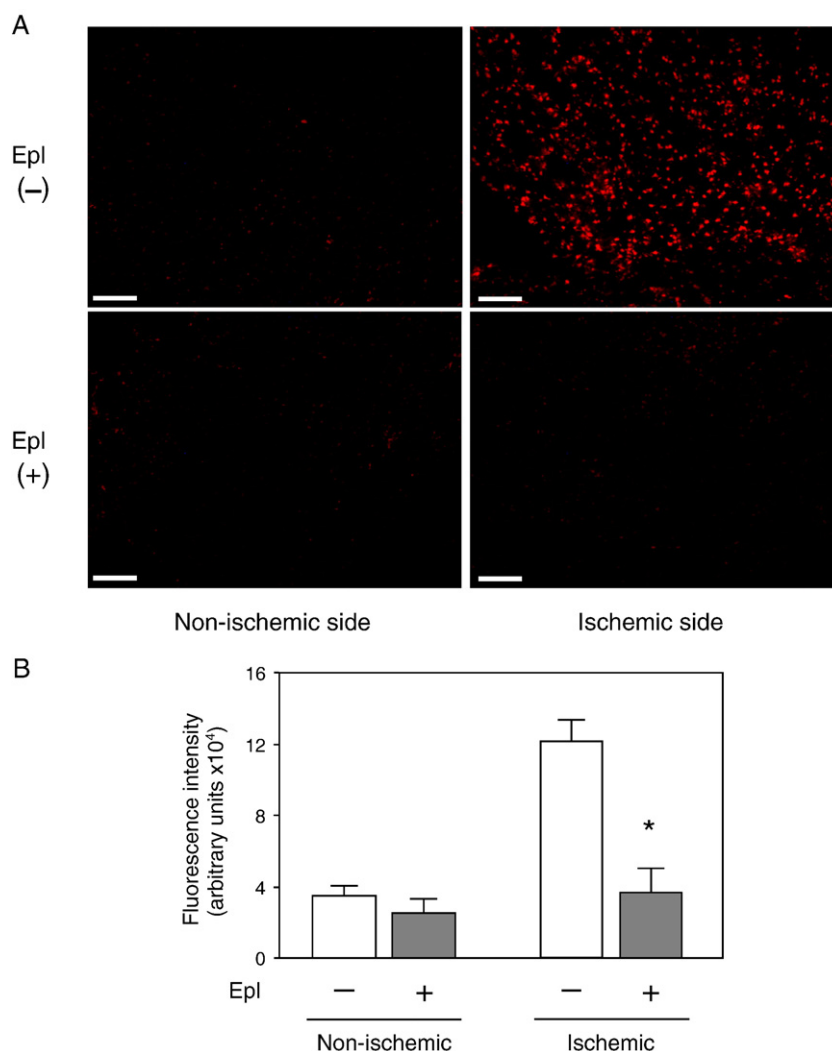 A
Epl
(−)
Epl
(+)
Non-ischemic side
Ischemic side
B
Fluorescence intensity
(arbitrary units x10⁴)
16
12
8
4
0
*
Epl
− + − +
Non-ischemic
Ischemic